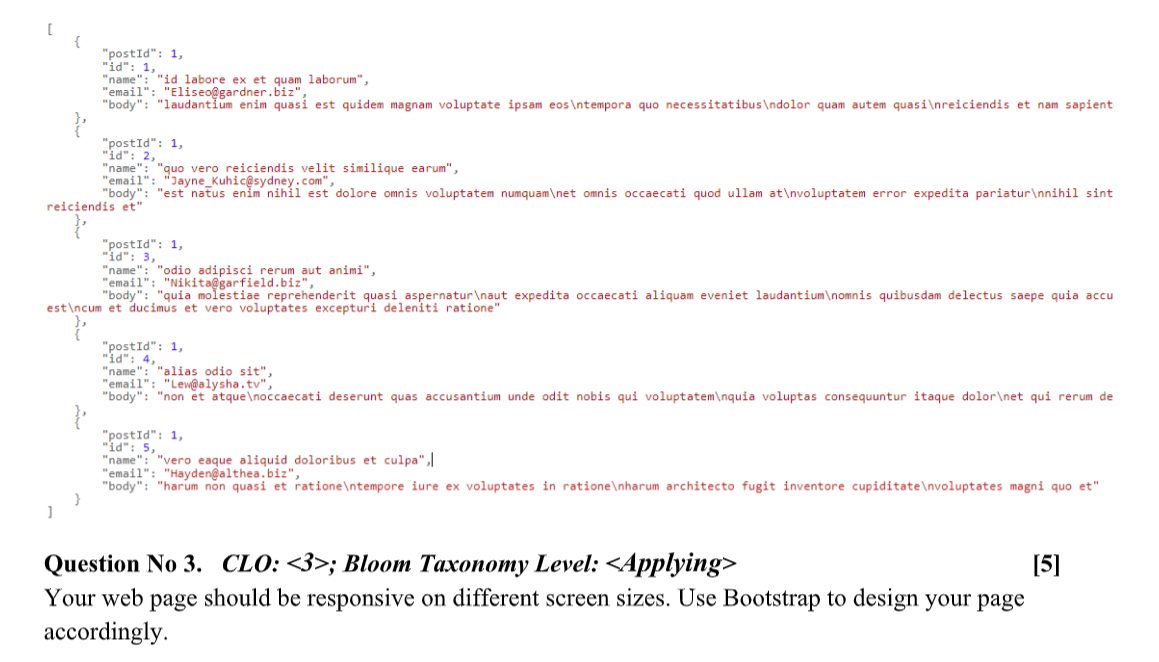 [
{
"postId": 1,
"id": 1,
"name": "id labore ex et quam laborum",
"email": "Eliseo@gardner.biz",
"body": "laudantium enim quasi est quidem magnam voluptate ipsam eos\ntempora quo necessitatibus\ndolor quam autem quasi\nreiciendis et nam sapient
},
{
"postId": 1,
"id": 2,
"name": "quo vero reiciendis velit similique earum",
"email": "Jayne_Kuhic@sydney.com",
"body": "est natus enim nihil est dolore omnis voluptatem numquam\net omnis occaecati quod ullam at\nvoluptatem error expedita pariatur\nnihil sint
reiciendis et"
},
{
"postId": 1,
"id": 3,
"name": "odio adipisci rerum aut animi",
"email": "Nikita@garfield.biz",
"body": "quia molestiae reprehenderit quasi aspernatur\naut expedita occaecati aliquam eveniet laudantium\nomnis quibusdam delectus saepe quia accu
est\ncum et ducimus et vero voluptates excepturi deleniti ratione"
},
{
"postId": 1,
"id": 4,
"name": "alias odio sit",
"email": "Lew@alysha.tv",
"body": "non et atque\noccaecati deserunt quas accusantium unde odit nobis qui voluptatem\nquia voluptas consequuntur itaque dolor\net qui rerum de
},
{
"postId": 1,
"id": 5,
"name": "vero eaque aliquid doloribus et culpa",
"email": "Hayden@althea.biz",
"body": "harum non quasi et ratione\ntempore iure ex voluptates in ratione\nharum architecto fugit inventore cupiditate\nvoluptates magni quo et"
}
]
Question No 3. CLO: <3>; Bloom Taxonomy Level: <Applying> [5]
Your web page should be responsive on different screen sizes. Use Bootstrap to design your page
accordingly.